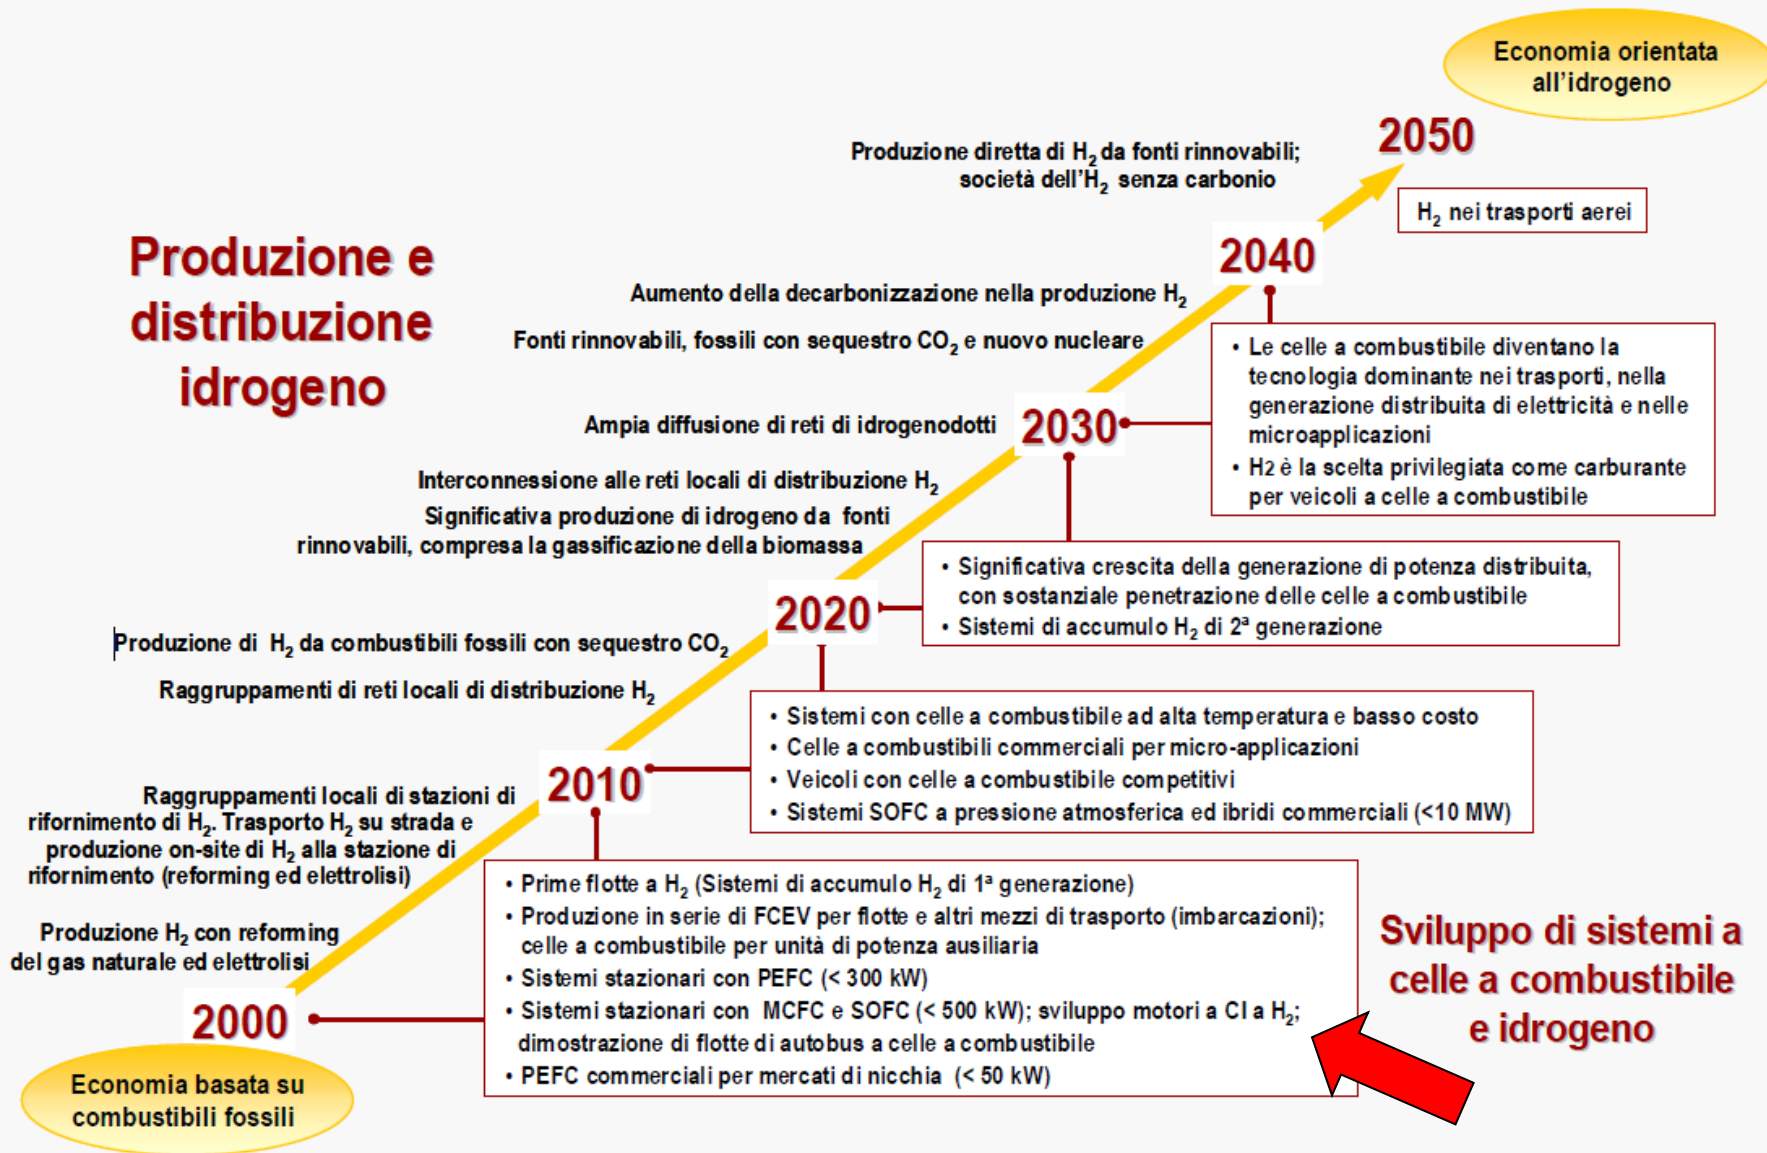 Economia orientata
all'idrogeno
2050
Produzione diretta di H₂ da fonti rinnovabili;
società dell'H₂ senza carbonio
H₂ nei trasporti aerei
Produzione e
distribuzione
idrogeno
2040
Aumento della decarbonizzazione nella produzione H₂
Fonti rinnovabili, fossili con sequestro CO₂ e nuovo nucleare
• Le celle a combustibile diventano la
tecnologia dominante nei trasporti, nella
generazione distribuita di elettricità e nelle
microapplicazioni
• H2 è la scelta privilegiata come carburante
per veicoli a celle a combustibile
Ampia diffusione di reti di idrogenodotti
2030
Interconnessione alle reti locali di distribuzione H₂
Significativa produzione di idrogeno da fonti
rinnovabili, compresa la gassificazione della biomassa
• Significativa crescita della generazione di potenza distribuita,
con sostanziale penetrazione delle celle a combustibile
• Sistemi di accumulo H₂ di 2ª generazione
2020
Produzione di H₂ da combustibili fossili con sequestro CO₂
Raggruppamenti di reti locali di distribuzione H₂
• Sistemi con celle a combustibile ad alta temperatura e basso costo
• Celle a combustibili commerciali per micro-applicazioni
• Veicoli con celle a combustibile competitivi
• Sistemi SOFC a pressione atmosferica ed ibridi commerciali (<10 MW)
2010
Raggruppamenti locali di stazioni di
rifornimento di H₂. Trasporto H₂ su strada e
produzione on-site di H₂ alla stazione di
rifornimento (reforming ed elettrolisi)
• Prime flotte a H₂ (Sistemi di accumulo H₂ di 1ª generazione)
• Produzione in serie di FCEV per flotte e altri mezzi di trasporto (imbarcazioni);
celle a combustibile per unità di potenza ausiliaria
• Sistemi stazionari con PEFC (< 300 kW)
• Sistemi stazionari con MCFC e SOFC (< 500 kW); sviluppo motori a CI a H₂;
dimostrazione di flotte di autobus a celle a combustibile
• PEFC commerciali per mercati di nicchia (< 50 kW)
Produzione H₂ con reforming
del gas naturale ed elettrolisi
2000
Economia basata su
combustibili fossili
Sviluppo di sistemi a
celle a combustibile
e idrogeno